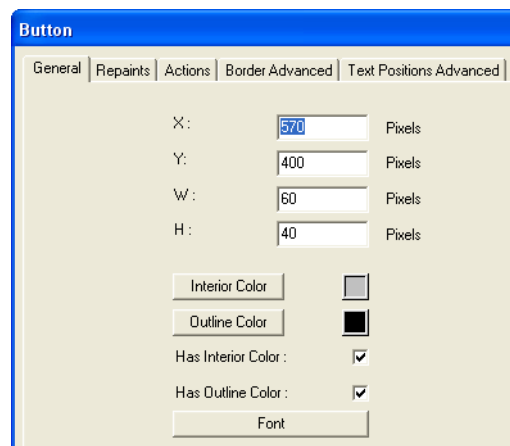 Button
General Repaints Actions Border Advanced Text Positions Advanced
X : 570 Pixels
Y: 400 Pixels
W : 60 Pixels
H : 40 Pixels
Interior Color
Outline Color
Has Interior Color :
Has Outline Color :
Font